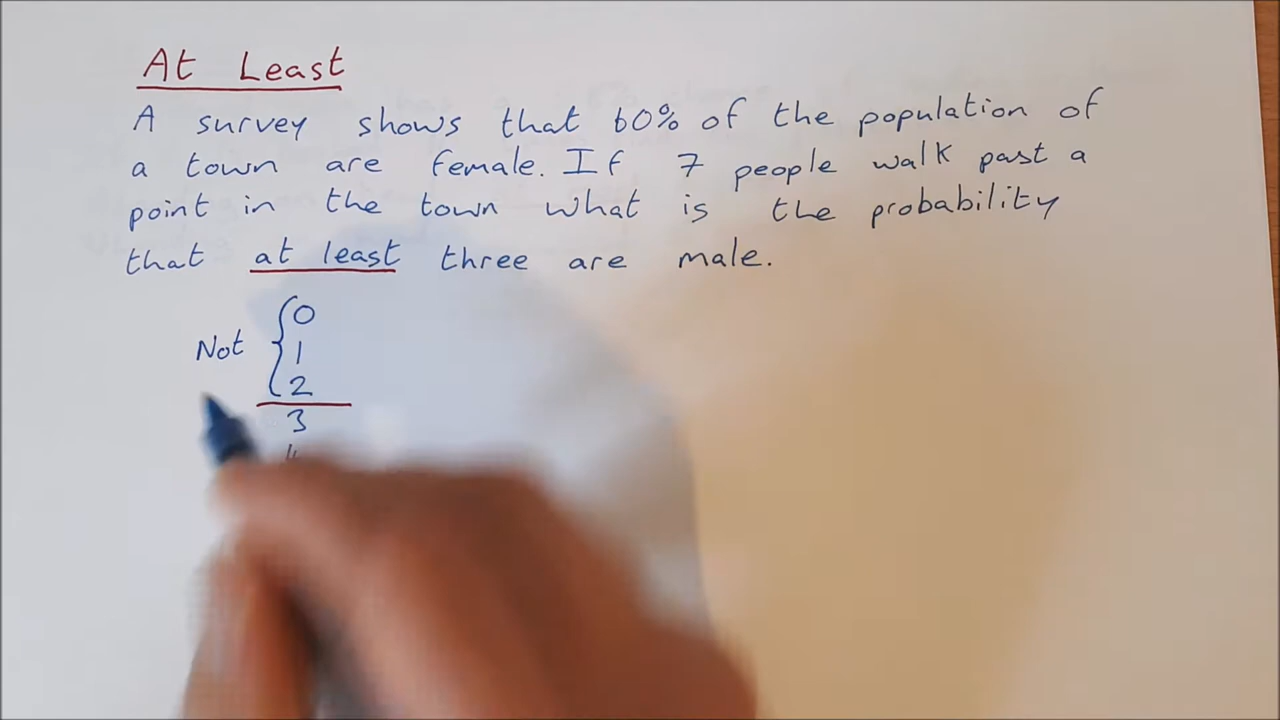 At Least
A survey shows that 60% of the population of
a town are female. If 7 people walk past a
point in the town what is the probability
that at least three are male.
0
Not 1
2
3